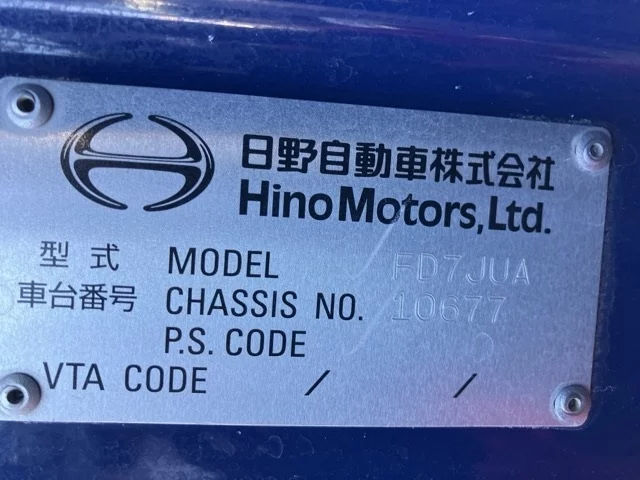 日野自動車株式会社
Hino Motors, Ltd.
型式 MODEL FD7JUA
車台番号 CHASSIS NO. 10677
P.S. CODE
VTA CODE / /